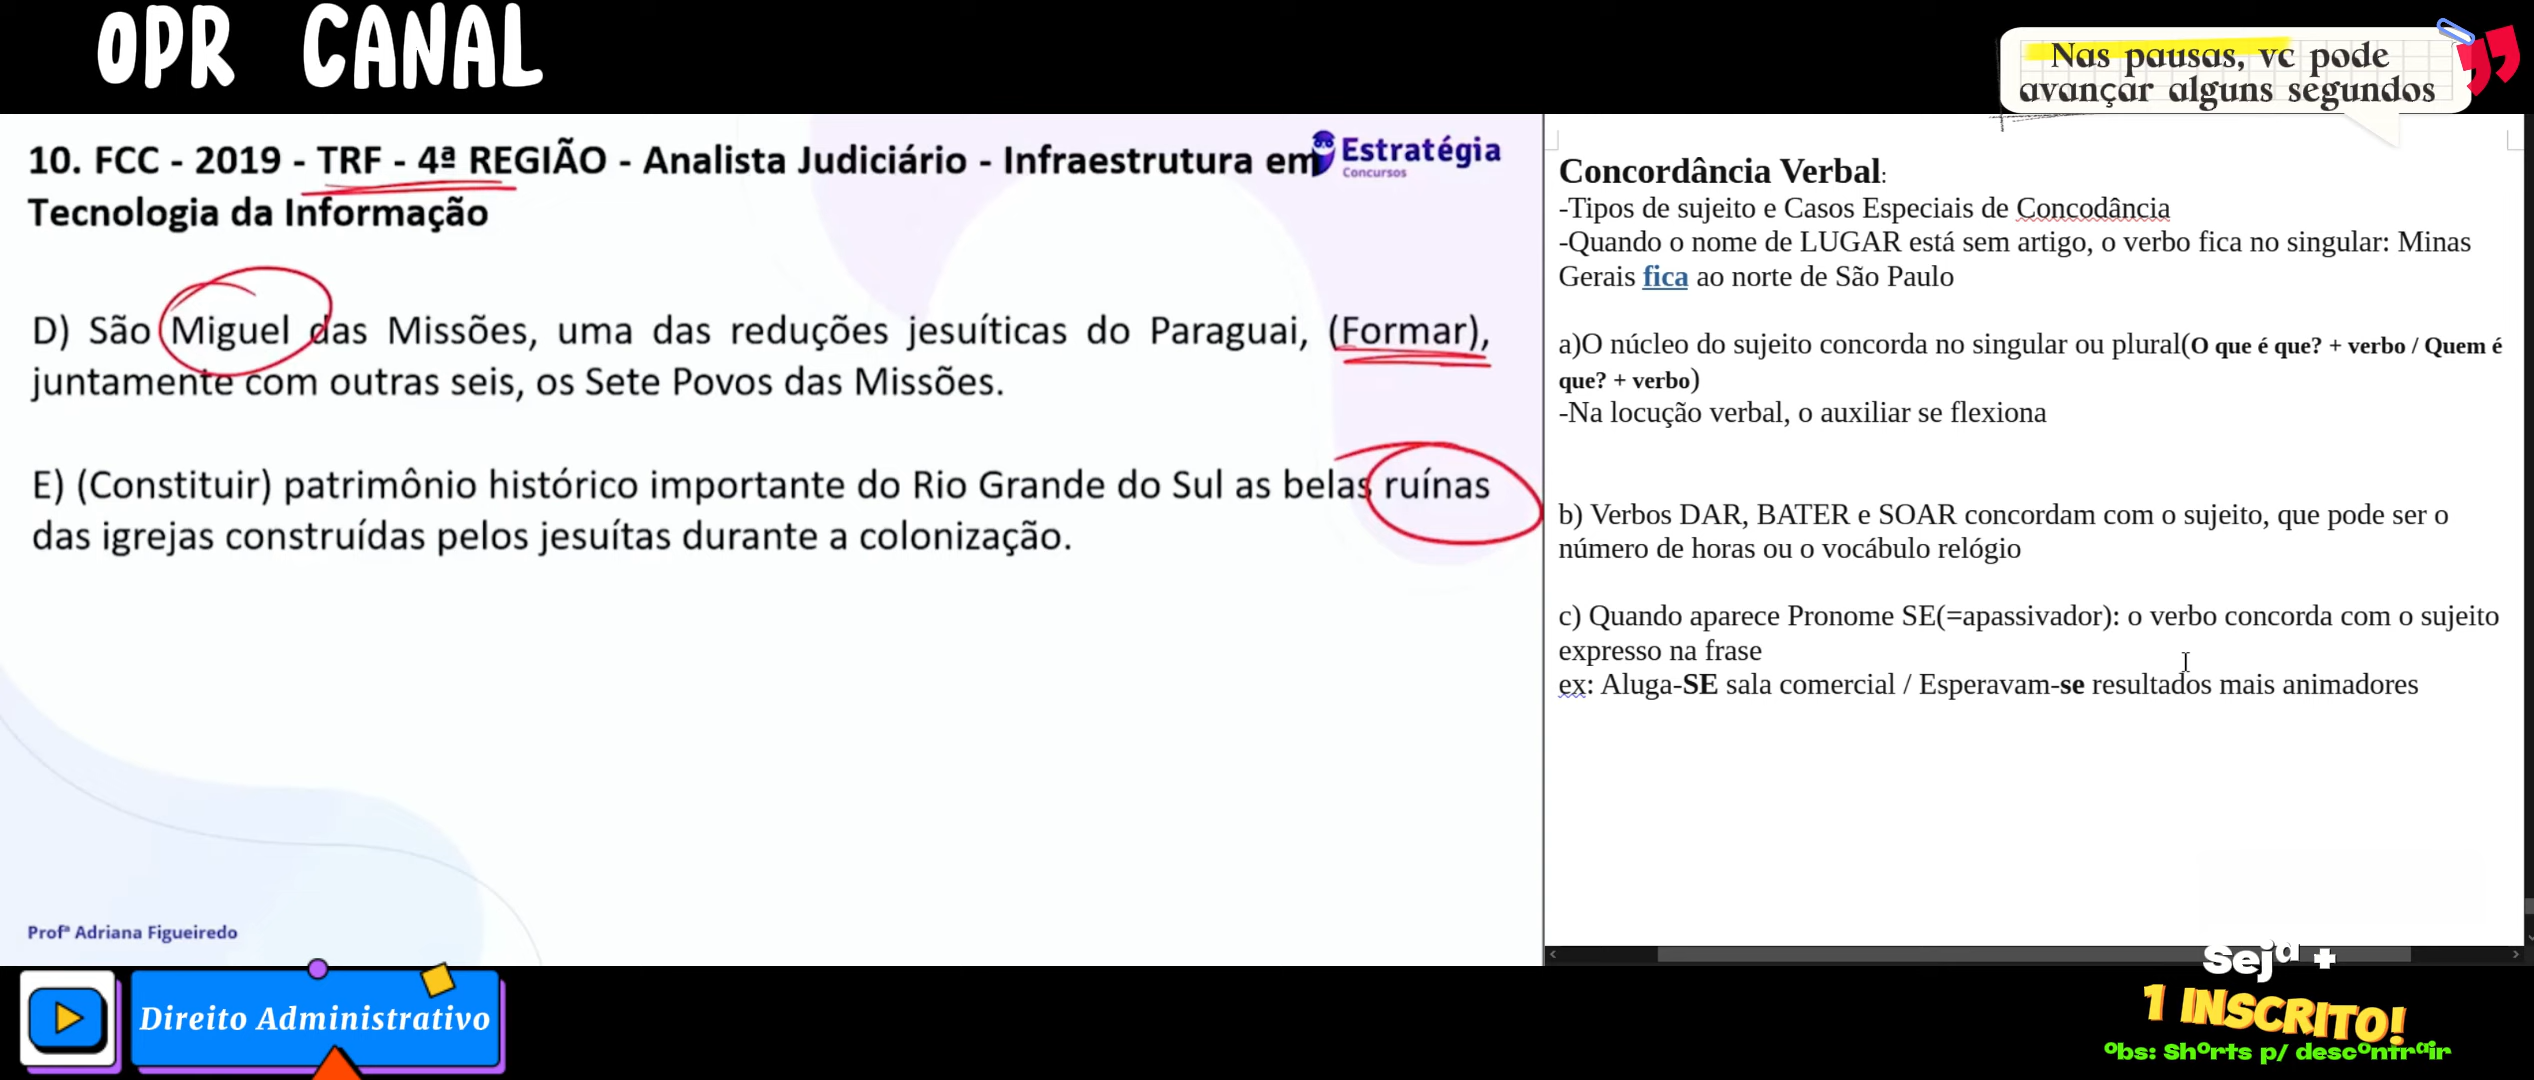 OPR CANAL
Nas pausas, vc pode
avançar alguns segundos
10. FCC - 2019 - TRF - 4ª REGIÃO - Analista Judiciário - Infraestrutura em
Tecnologia da Informação
Estratégia
Concursos
D) São Miguel das Missões, uma das reduções jesuíticas do Paraguai, (Formar),
juntamente com outras seis, os Sete Povos das Missões.
E) (Constituir) patrimônio histórico importante do Rio Grande do Sul as belas ruínas
das igrejas construídas pelos jesuítas durante a colonização.
Profª Adriana Figueiredo
Concordância Verbal:
-Tipos de sujeito e Casos Especiais de Concodância
-Quando o nome de LUGAR está sem artigo, o verbo fica no singular: Minas
Gerais fica ao norte de São Paulo
a)O núcleo do sujeito concorda no singular ou plural(O que é que? + verbo / Quem é
que? + verbo)
-Na locução verbal, o auxiliar se flexiona
b) Verbos DAR, BATER e SOAR concordam com o sujeito, que pode ser o
número de horas ou o vocábulo relógio
c) Quando aparece Pronome SE(=apassivador): o verbo concorda com o sujeito
expresso na frase
ex: Aluga-SE sala comercial / Esperavam-se resultados mais animadores
Direito Administrativo
Seja +
1 INSCRITO!
obs: Shorts p/ descontrair